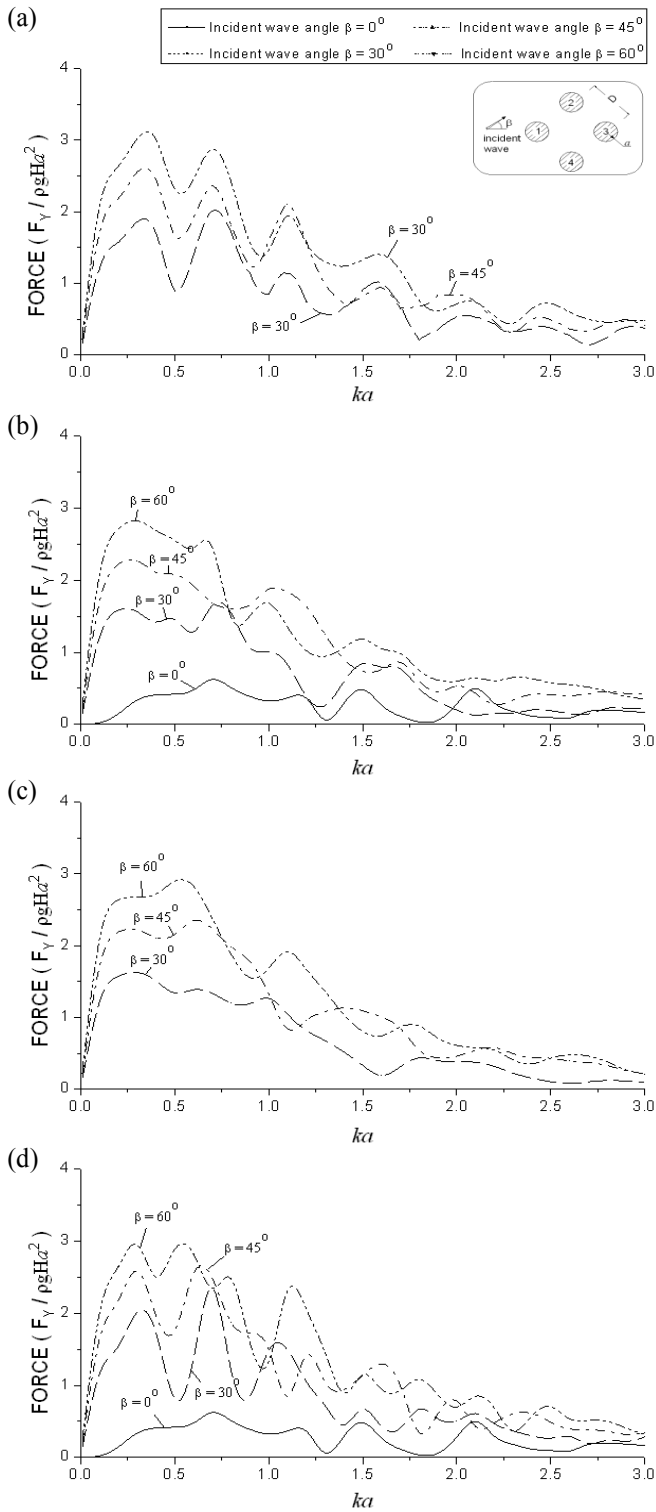 (a)
Incident wave angle β = 0° Incident wave angle β = 45°
Incident wave angle β = 30° Incident wave angle β = 60°
FORCE ( Fγ / ρgHa² )
4
3
2
1
0
2
D
β
incident
wave
1
3
a
4
β = 30°
β = 45°
β = 30°
0.0 0.5 1.0 1.5 2.0 2.5 3.0
ka
(b)
FORCE ( Fγ / ρgHa² )
4
3
2
1
0
β = 60°
β = 45°
β = 30°
β = 0°
0.0 0.5 1.0 1.5 2.0 2.5 3.0
ka
(c)
FORCE ( Fγ / ρgHa² )
4
3
2
1
0
β = 60°
β = 45°
β = 30°
0.0 0.5 1.0 1.5 2.0 2.5 3.0
ka
(d)
FORCE ( Fγ / ρgHa² )
4
3
2
1
0
β = 60°
β = 45°
β = 30°
β = 0°
0.0 0.5 1.0 1.5 2.0 2.5 3.0
ka